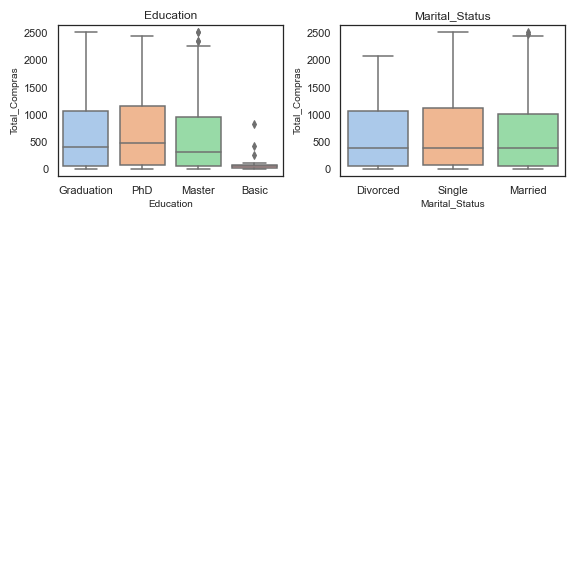 Education
Total_Compras
2500
2000
1500
1000
500
0
Graduation PhD Master Basic
Education
Marital_Status
Total_Compras
2500
2000
1500
1000
500
0
Divorced Single Married
Marital_Status